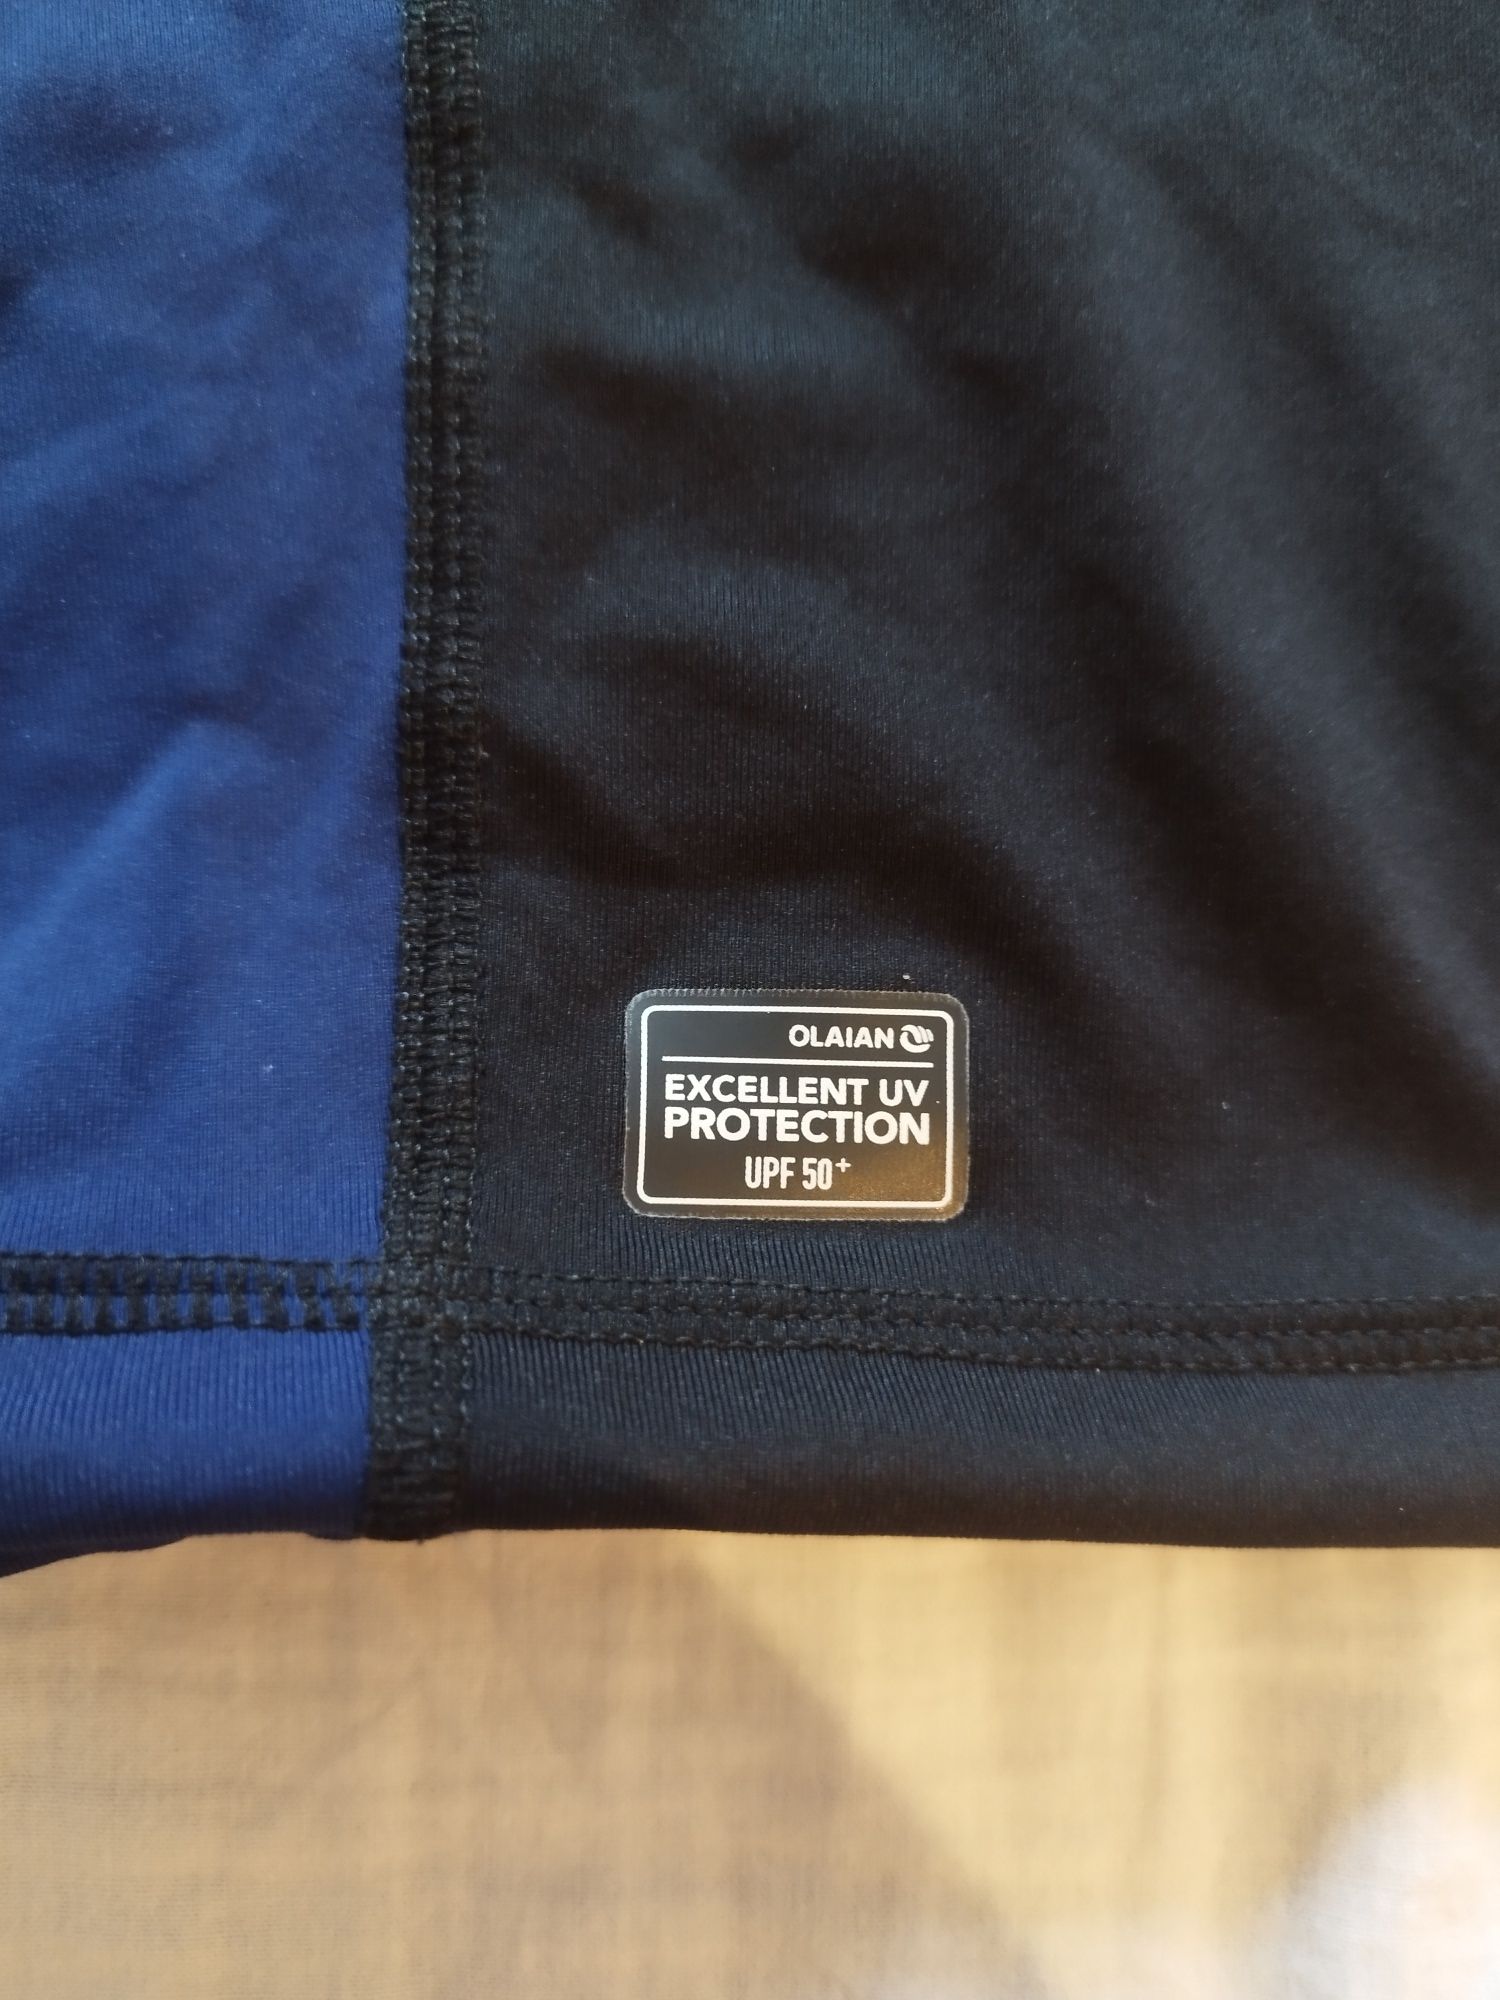 OLAIAN
EXCELLENT UV
PROTECTION
UPF 50+